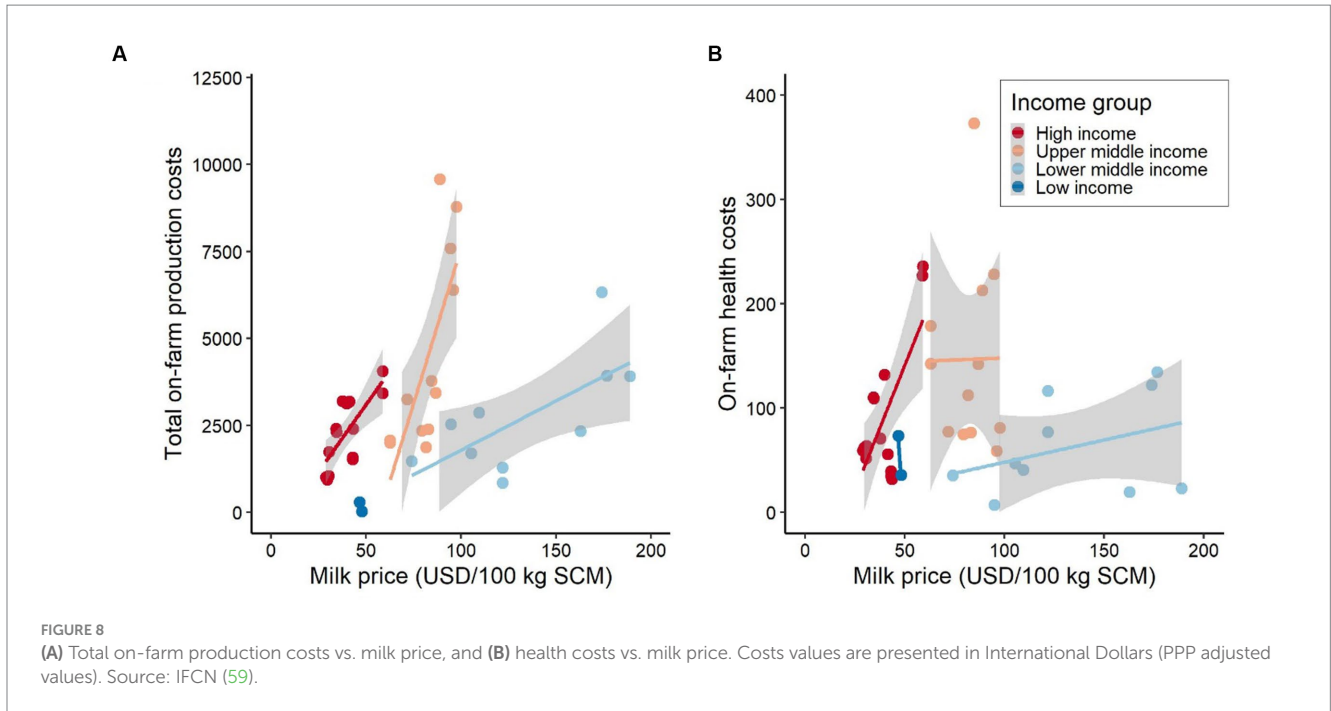 A
Total on-farm production costs
12500
10000
7500
5000
2500
0
0 50 100 150 200
Milk price (USD/100 kg SCM)
B
On-farm health costs
400
300
200
100
0
0 50 100 150 200
Milk price (USD/100 kg SCM)
Income group
High income
Upper middle income
Lower middle income
Low income
FIGURE 8
(A) Total on-farm production costs vs. milk price, and (B) health costs vs. milk price. Costs values are presented in International Dollars (PPP adjusted
values). Source: IFCN (59).